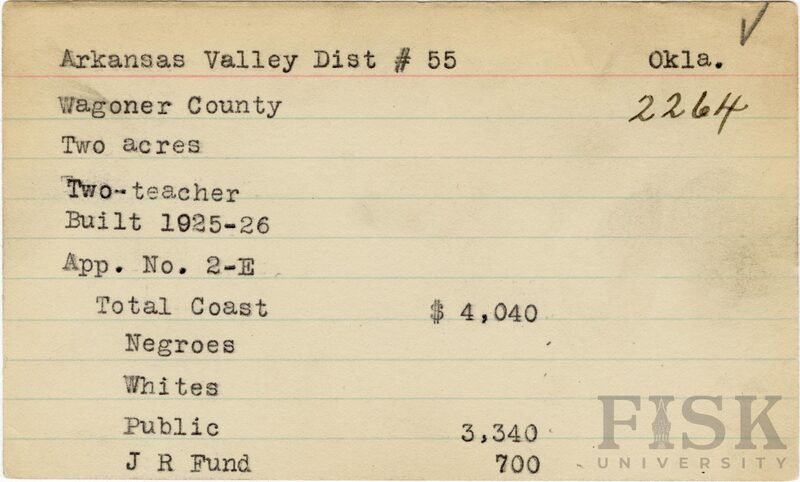 Arkansas Valley Dist # 55 Okla.
Wagoner County 2264
Two acres
Two-teacher
Built 1925-26
App. No. 2-E
Total Coast $ 4,040
Negroes
Whites
Public 3,340
J R Fund 700
FISK
UNIVERSITY